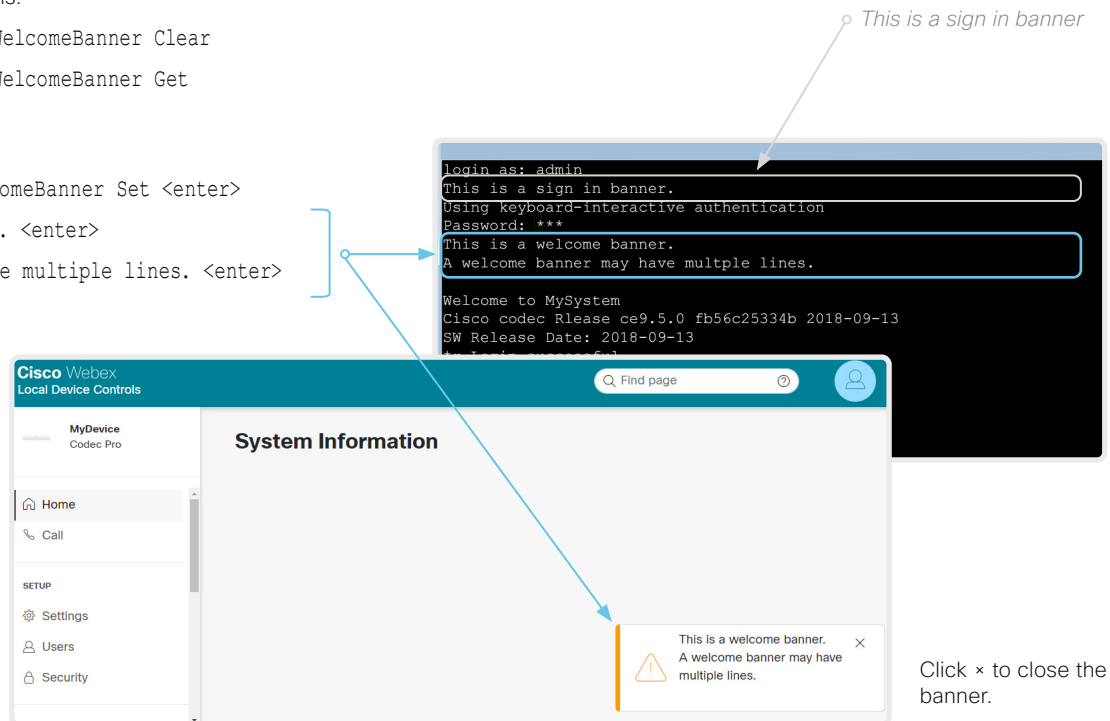 ns.
WelcomeBanner Clear
WelcomeBanner Get
comeBanner Set <enter>
. <enter>
e multiple lines. <enter>
This is a sign in banner
login as: admin
This is a sign in banner.
Using keyboard-interactive authentication
Password: ***
This is a welcome banner.
A welcome banner may have multple lines.
Welcome to MySystem
Cisco codec Rlease ce9.5.0 fb56c25334b 2018-09-13
SW Release Date: 2018-09-13
*r Login successful
Cisco Webex
Local Device Controls
Find page
MyDevice
Codec Pro
System Information
Home
Call
SETUP
Settings
Users
Security
This is a welcome banner.
A welcome banner may have
multiple lines.
Click × to close the
banner.